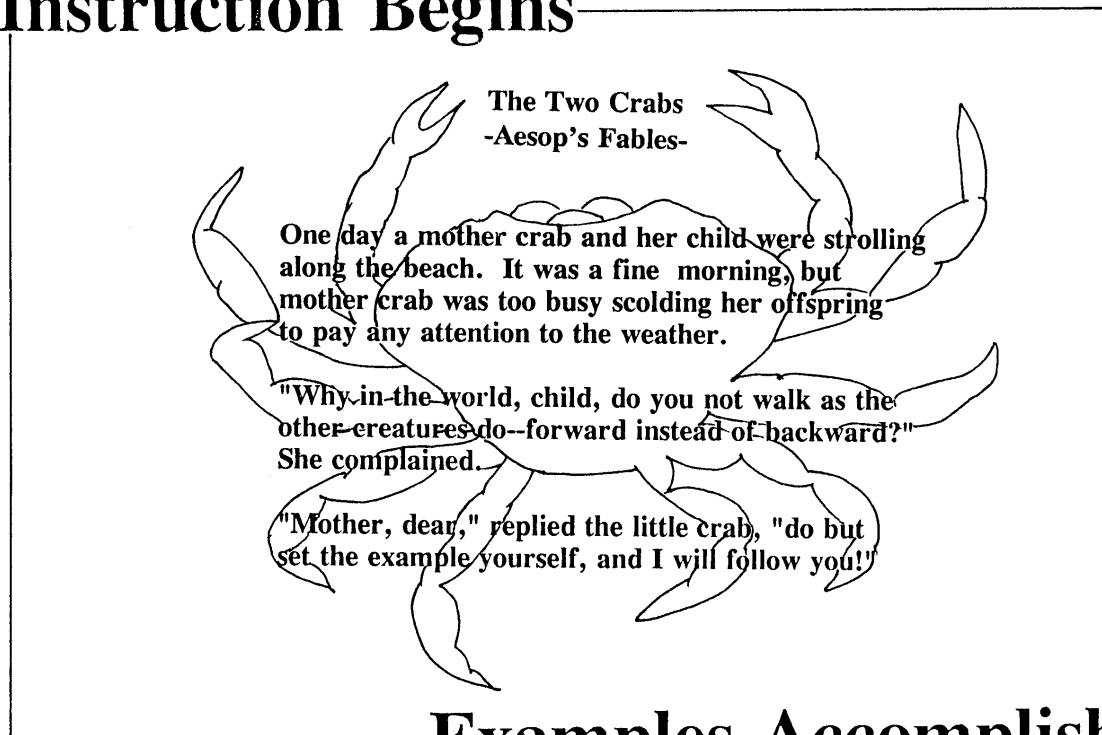 Instruction Begins
The Two Crabs
-Aesop's Fables-
One day a mother crab and her child were strolling
along the beach. It was a fine morning, but
mother crab was too busy scolding her offspring
to pay any attention to the weather.
"Why in the world, child, do you not walk as the
other creatures do--forward instead of backward?"
She complained.
"Mother, dear," replied the little crab, "do but
set the example yourself, and I will follow you!"
Examples Accomplish